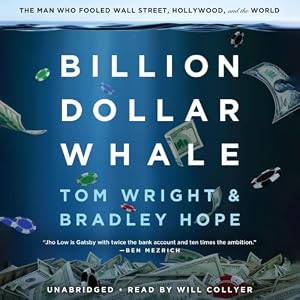 THE MAN WHO FOOLED WALL STREET, HOLLYWOOD, and the WORLD
BILLION
DOLLAR
WHALE
TOM WRIGHT &
BRADLEY HOPE
"Jho Low is Gatsby with twice the bank account and ten times the ambition."
—BEN MEZRICH
UNABRIDGED • READ BY WILL COLLYER